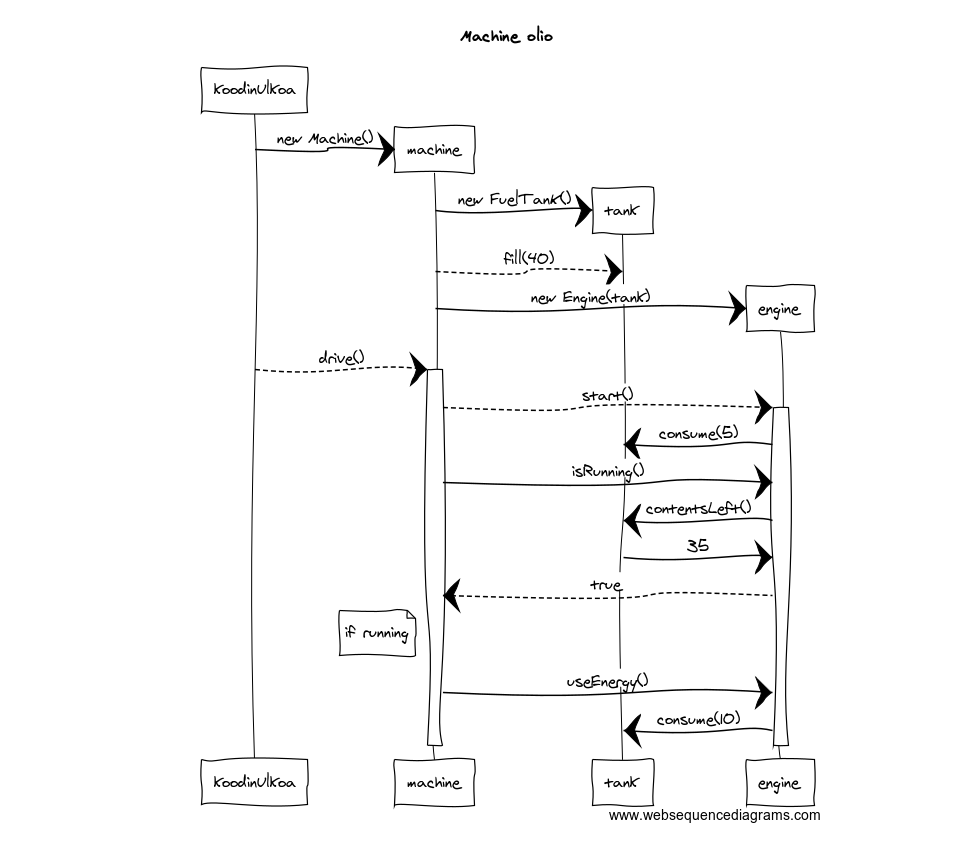 Machine olio
KoodinUlkoa
new Machine()
machine
new FuelTank()
tank
fill(40)
new Engine(tank)
engine
drive()
start()
consume(5)
isRunning()
contentsLeft()
35
true
if running
useEnergy()
consume(10)
KoodinUlkoa machine tank engine
www.websequencediagrams.com